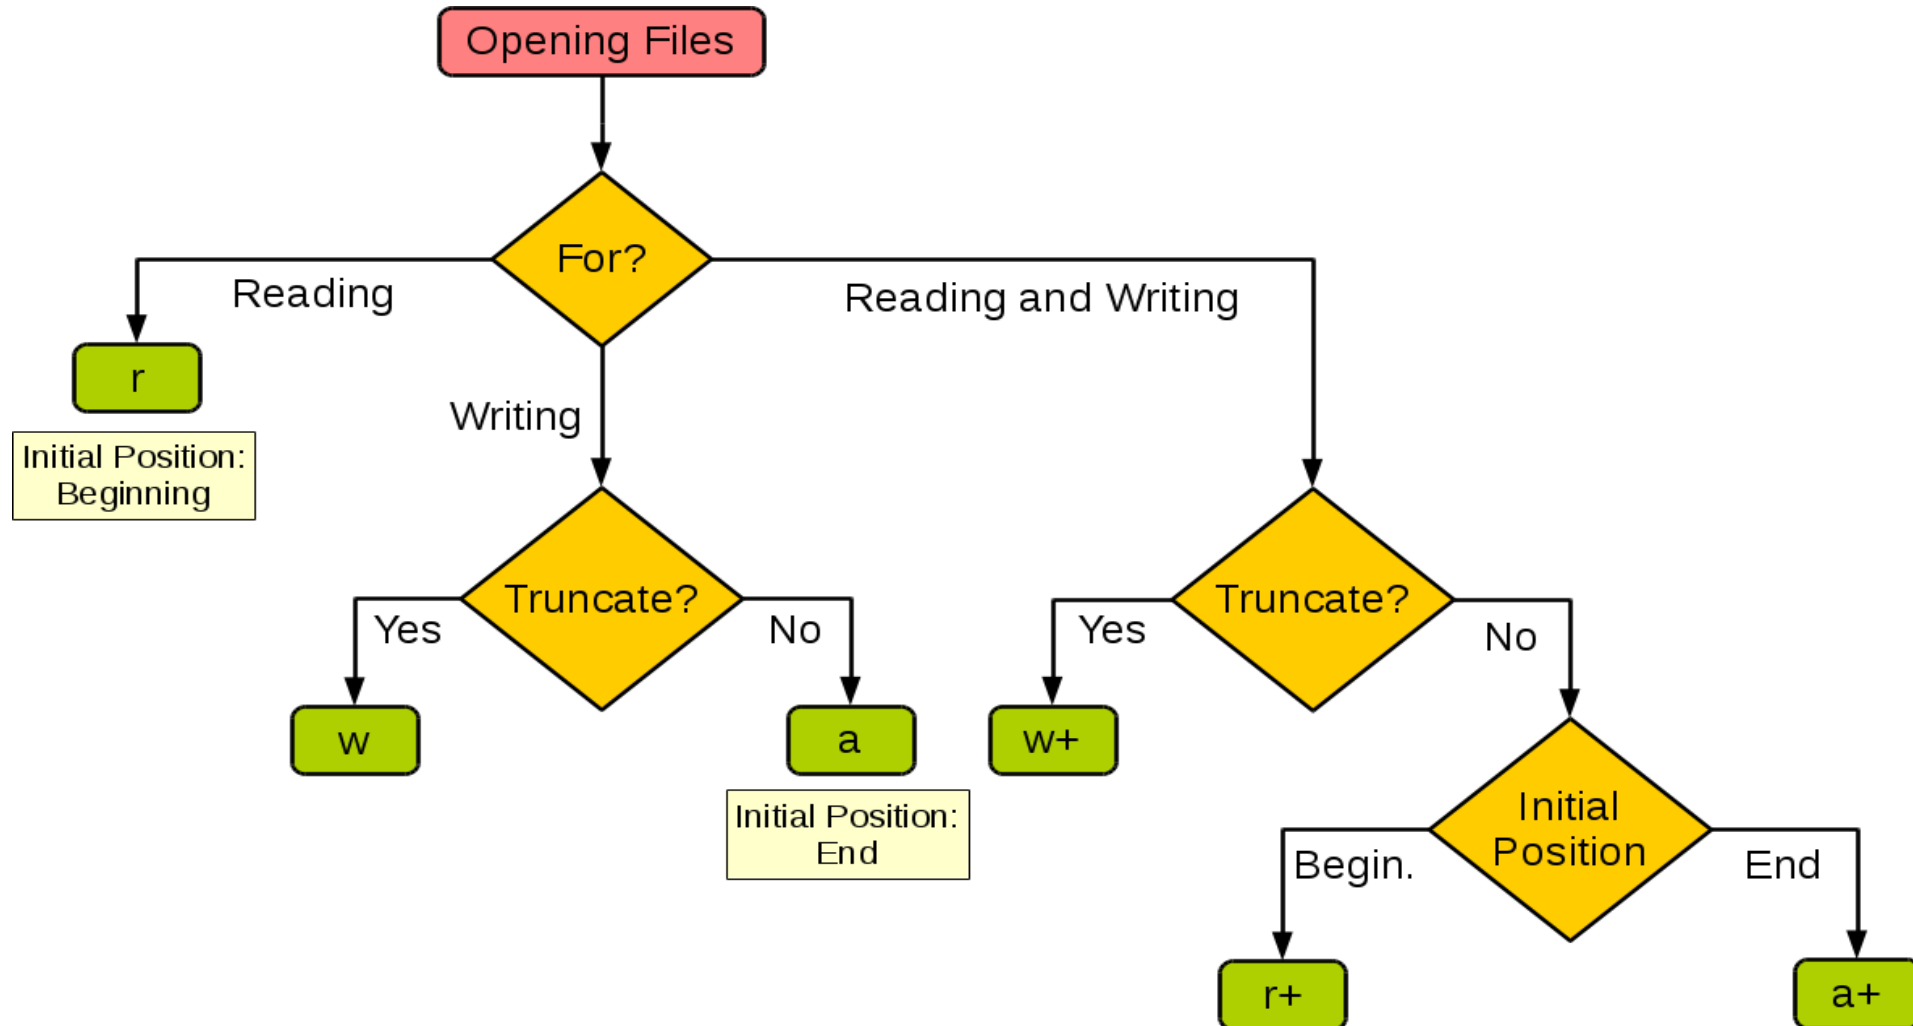 Opening Files
For?
Reading
Reading and Writing
r
Writing
Initial Position:
Beginning
Truncate?
Truncate?
Yes
No
Yes
No
w
a
w+
Initial Position:
End
Initial
Position
Begin.
End
r+
a+